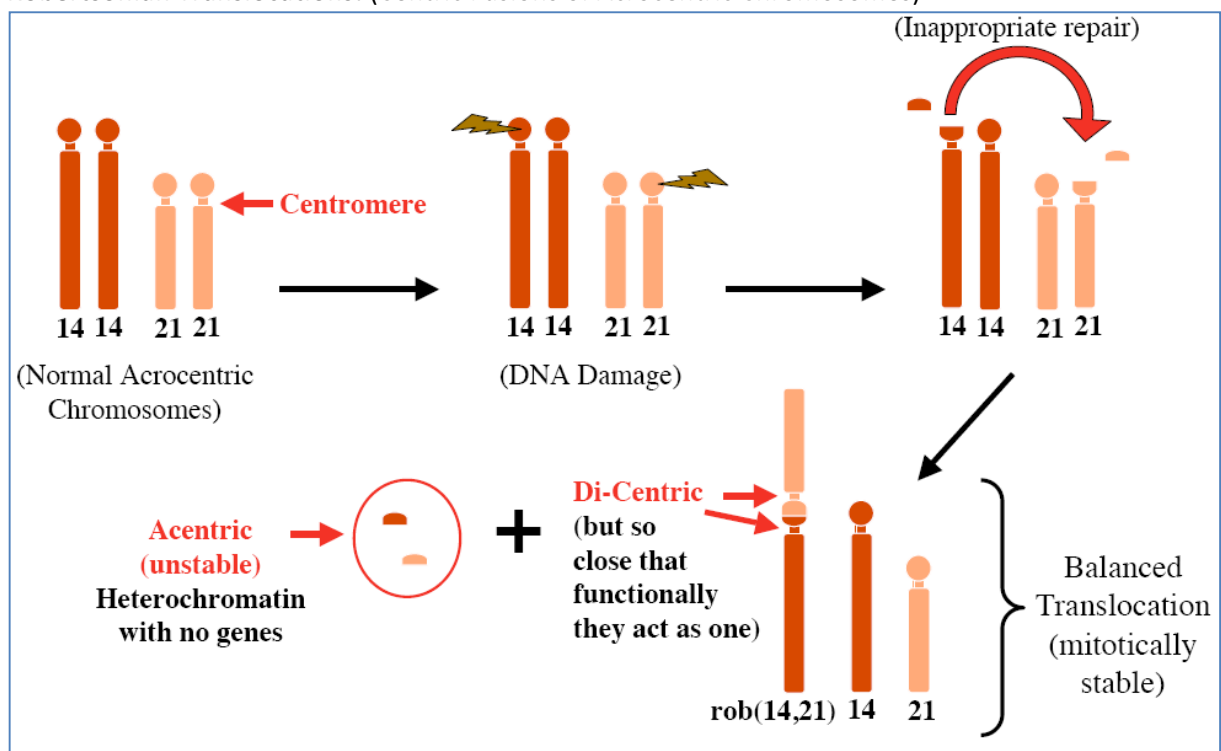 (Inappropriate repair)
Centromere
14 14 21 21
14 14 21 21
14 14 21 21
(Normal Acrocentric
Chromosomes)
(DNA Damage)
Acentric
(unstable)
Heterochromatin
with no genes
+
Di-Centric
(but so
close that
functionally
they act as one)
rob(14,21) 14 21
Balanced
Translocation
(mitotically
stable)